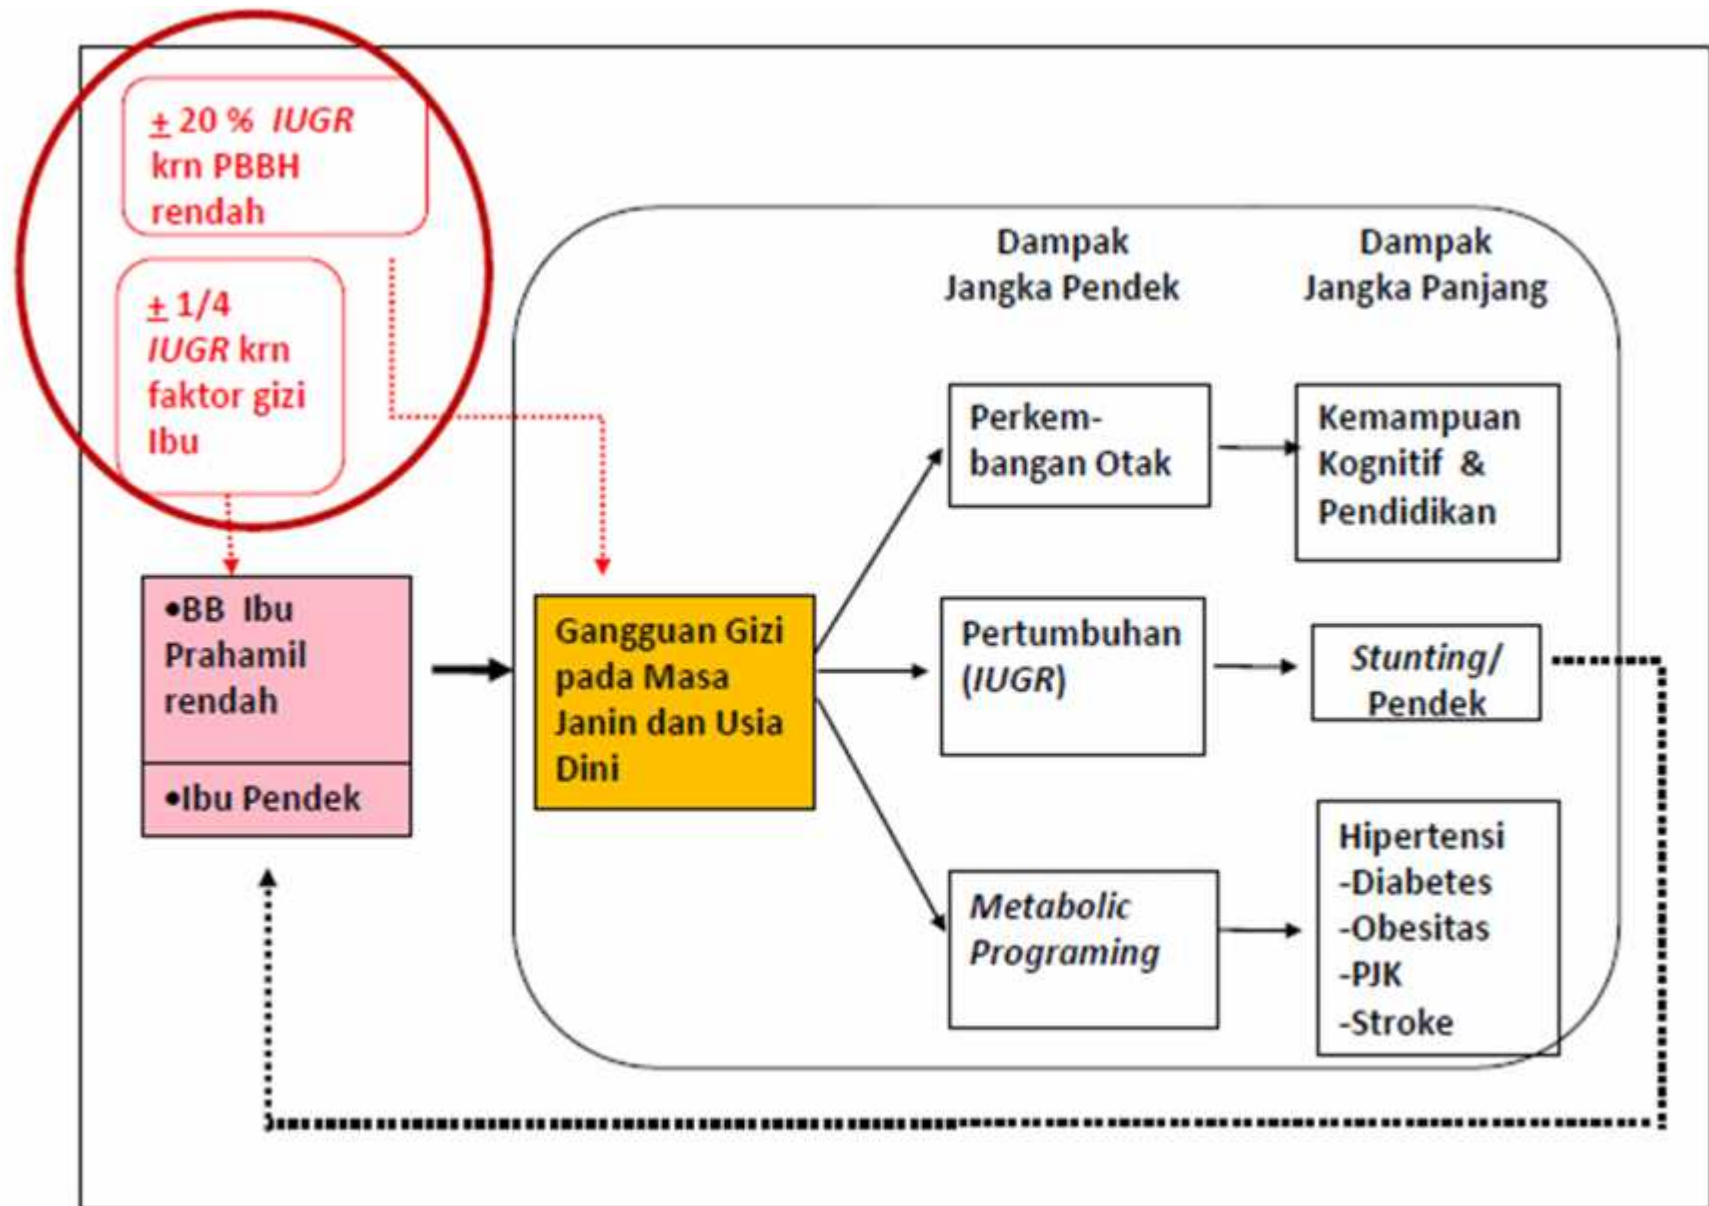 ± 20 % IUGR
krn PBBH
rendah
± 1/4
IUGR krn
faktor gizi
Ibu
•BB Ibu
Prahamil
rendah
•Ibu Pendek
Gangguan Gizi
pada Masa
Janin dan Usia
Dini
Dampak
Jangka Pendek
Perkem-
bangan Otak
Pertumbuhan
(IUGR)
Metabolic
Programing
Dampak
Jangka Panjang
Kemampuan
Kognitif &
Pendidikan
Stunting/
Pendek
Hipertensi
-Diabetes
-Obesitas
-PJK
-Stroke